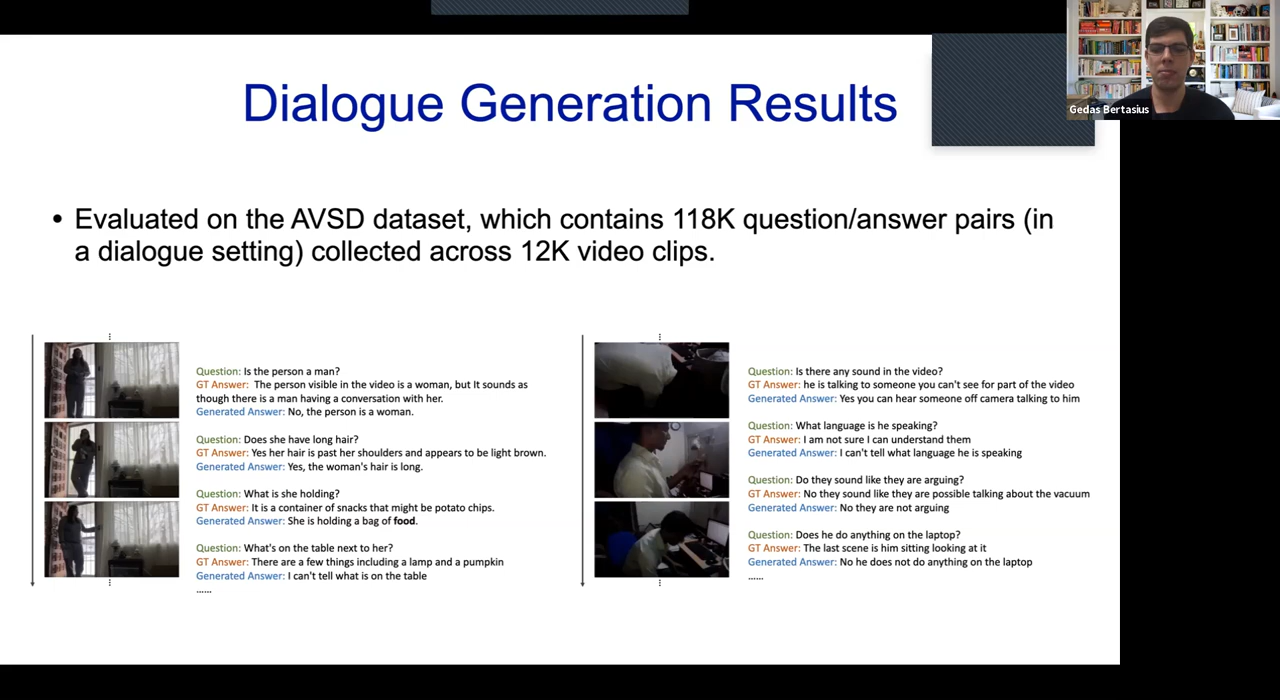 Gedas Bertasius
Dialogue Generation Results
• Evaluated on the AVSD dataset, which contains 118K question/answer pairs (in
a dialogue setting) collected across 12K video clips.
Question: Is the person a man?
GT Answer: The person visible in the video is a woman, but It sounds as
though there is a man having a conversation with her.
Generated Answer: No, the person is a woman.
Question: Does she have long hair?
GT Answer: Yes her hair is past her shoulders and appears to be light brown.
Generated Answer: Yes, the woman's hair is long.
Question: What is she holding?
GT Answer: It is a container of snacks that might be potato chips.
Generated Answer: She is holding a bag of food.
Question: What's on the table next to her?
GT Answer: There are a few things including a lamp and a pumpkin
Generated Answer: I can't tell what is on the table
......
Question: Is there any sound in the video?
GT Answer: he is talking to someone you can't see for part of the video
Generated Answer: Yes you can hear someone off camera talking to him
Question: What language is he speaking?
GT Answer: I am not sure I can understand them
Generated Answer: I can't tell what language he is speaking
Question: Do they sound like they are arguing?
GT Answer: No they sound like they are possible talking about the vacuum
Generated Answer: No they are not arguing
Question: Does he do anything on the laptop?
GT Answer: The last scene is him sitting looking at it
Generated Answer: No he does not do anything on the laptop
......